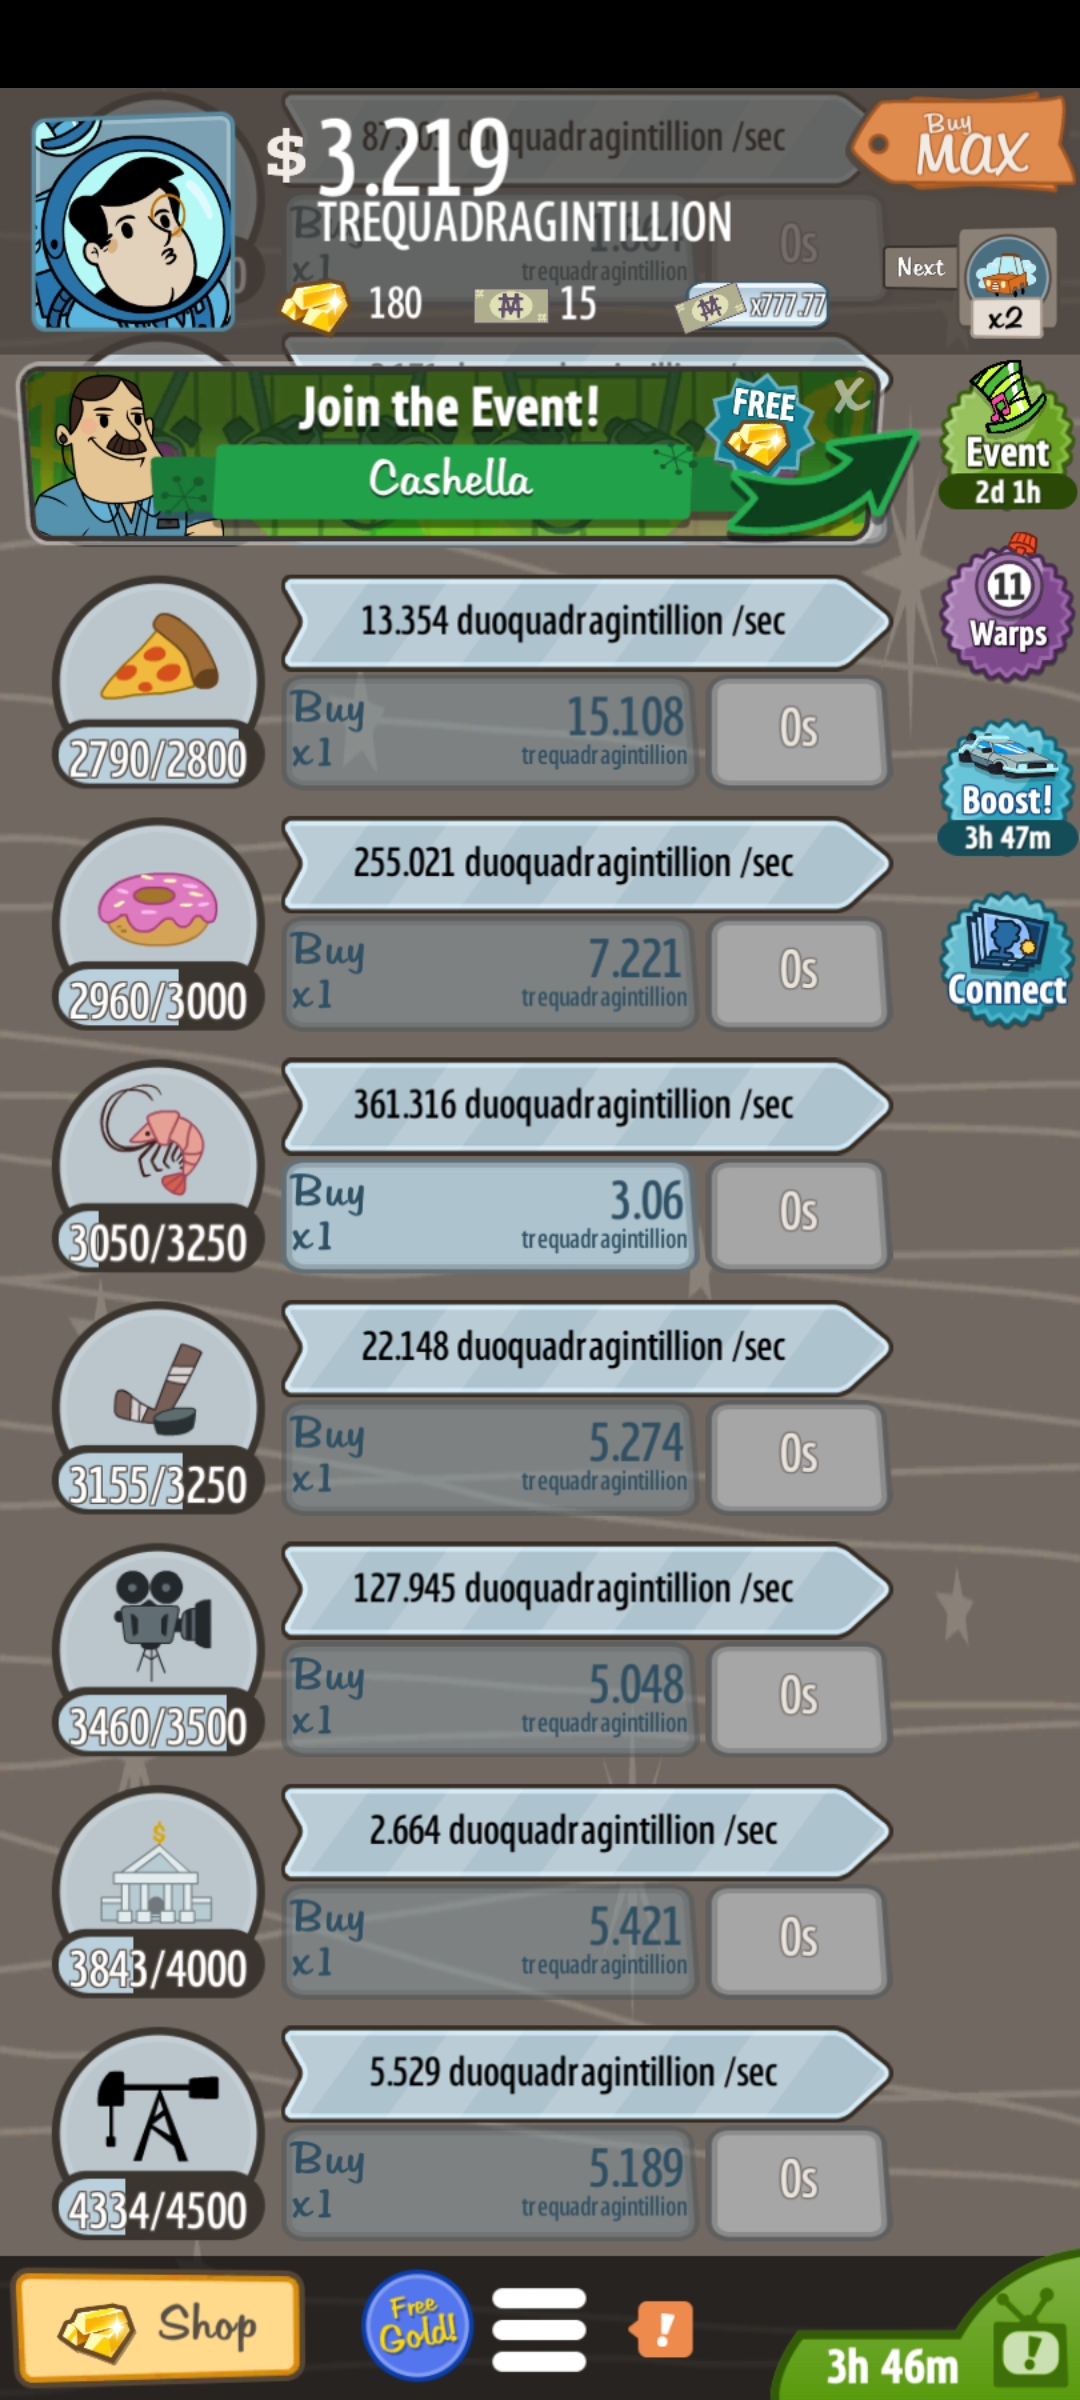 87.
duoquadragintillion /sec
$ 3.219
TREQUADRAGINTILLION
Buy
MAX
Buy
x1
trequadragintillion
0s
Next
x2
180
15
x777.77
Join the Event!
Cashella
FREE
X
Event
2d 1h
11
Warps
13.354 duoquadragintillion /sec
Buy
x1
15.108
trequadragintillion
0s
2790/2800
Boost!
3h 47m
255.021 duoquadragintillion /sec
Buy
x1
7.221
trequadragintillion
0s
2960/3000
Connect
361.316 duoquadragintillion /sec
Buy
x1
3.06
trequadragintillion
0s
3050/3250
22.148 duoquadragintillion /sec
Buy
x1
5.274
trequadragintillion
0s
3155/3250
127.945 duoquadragintillion /sec
Buy
x1
5.048
trequadragintillion
0s
3460/3500
$
2.664 duoquadragintillion /sec
Buy
x1
5.421
trequadragintillion
0s
3843/4000
5.529 duoquadragintillion /sec
Buy
x1
5.189
trequadragintillion
0s
4334/4500
Shop
Free
Gold!
!
3h 46m
!